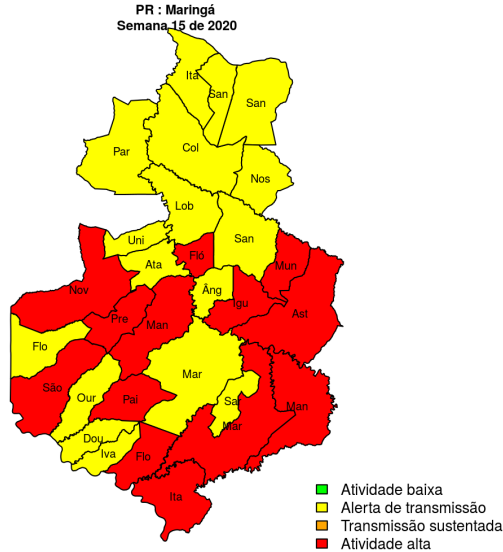 PR : Maringá
Semana 15 de 2020
Ita
San
San
Par
Col
Nos
Lob
Uni
San
Ata
Fló
Mun
Nov
Âng
Igu
Ast
Pre
Man
Flo
Mar
São
Our
Pai
Sar
Man
Mar
Dou
Iva
Flo
Ita
Atividade baixa
Alerta de transmissão
Transmissão sustentada
Atividade alta